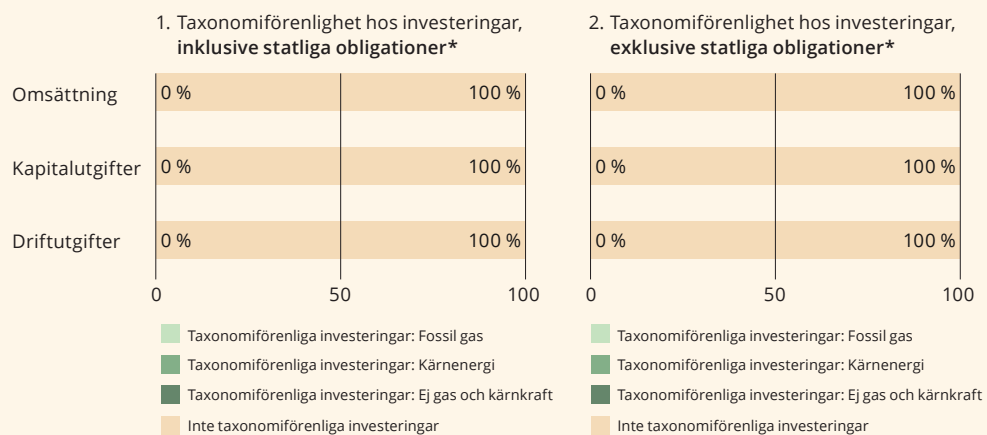 1. Taxonomiförenlighet hos investeringar,
inklusive statliga obligationer*
Omsättning
0 %
100 %
Kapitalutgifter
0 %
100 %
Driftutgifter
0 %
100 %
0
50
100
Taxonomiförenliga investeringar: Fossil gas
Taxonomiförenliga investeringar: Kärnenergi
Taxonomiförenliga investeringar: Ej gas och kärnkraft
Inte taxonomiförenliga investeringar
2. Taxonomiförenlighet hos investeringar,
exklusive statliga obligationer*
0 %
100 %
0 %
100 %
0 %
100 %
0
50
100
Taxonomiförenliga investeringar: Fossil gas
Taxonomiförenliga investeringar: Kärnenergi
Taxonomiförenliga investeringar: Ej gas och kärnkraft
Inte taxonomiförenliga investeringar